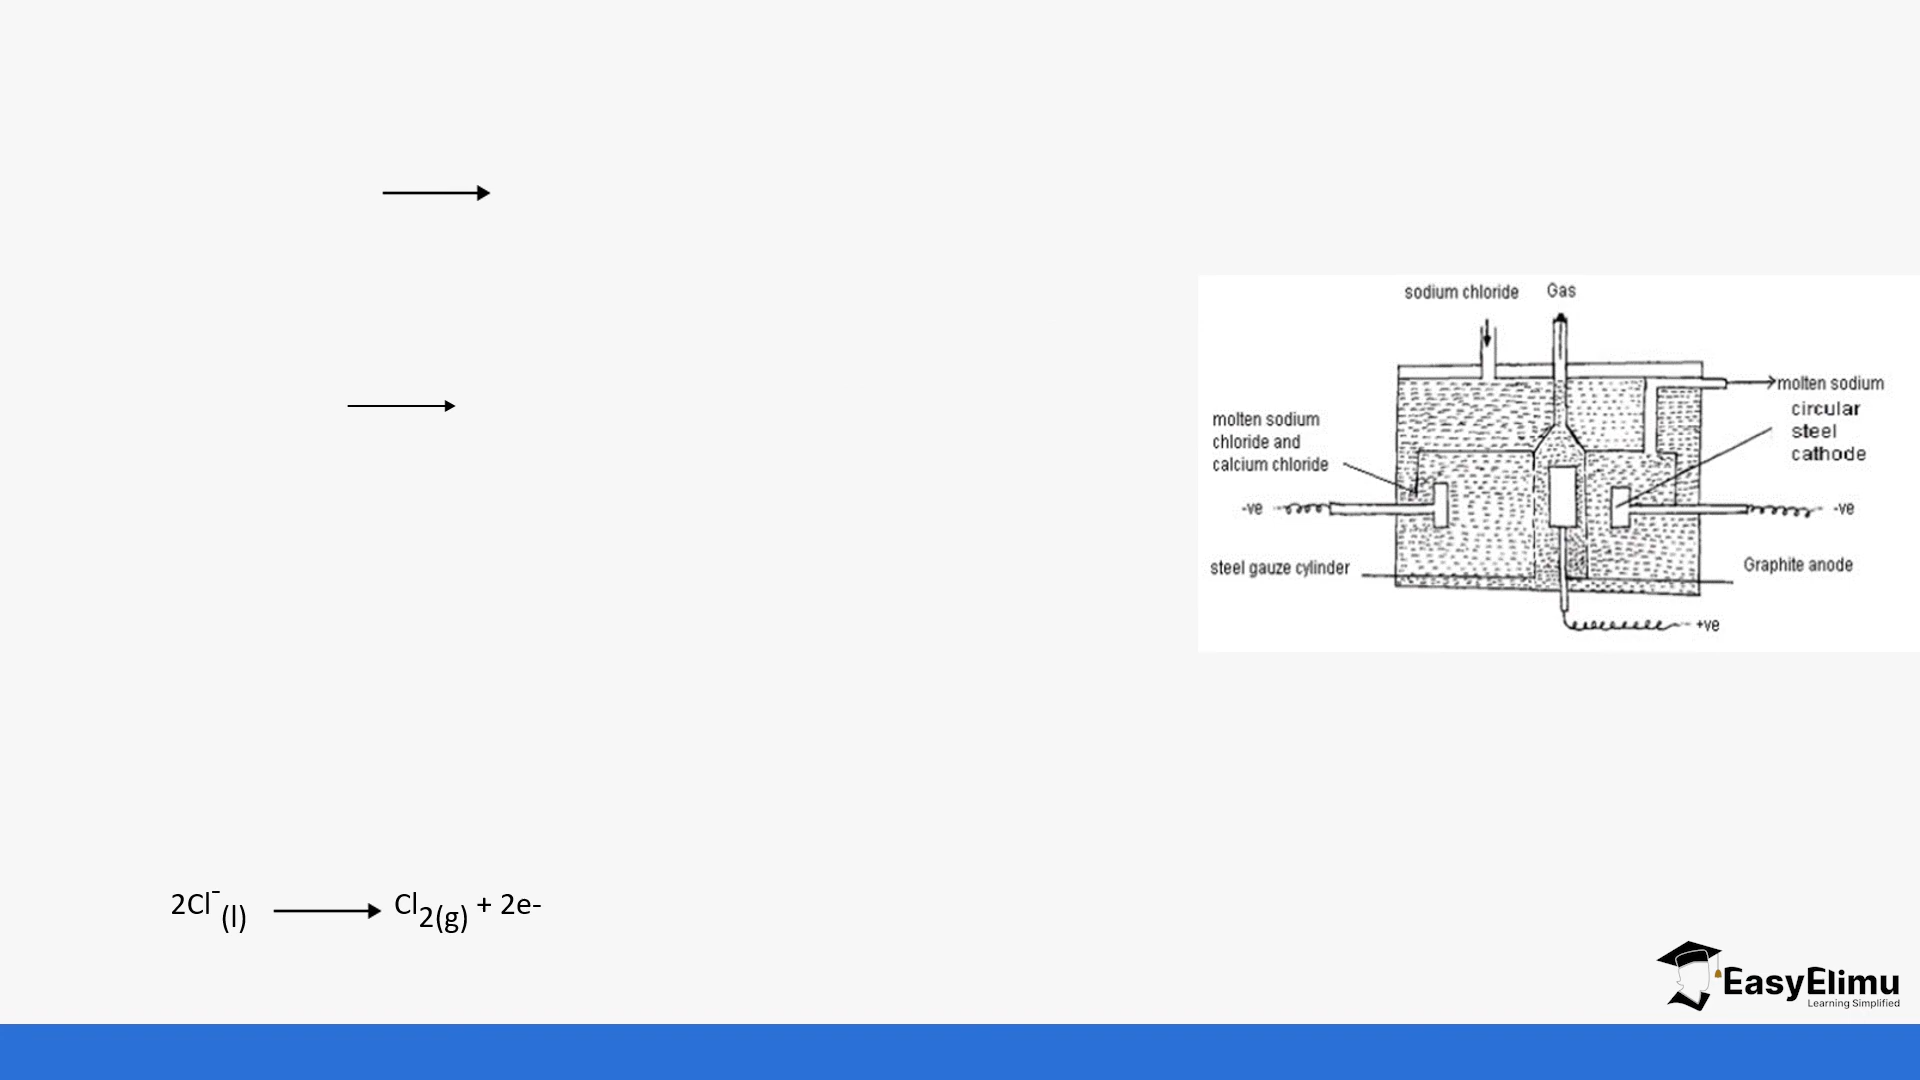 sodium chloride Gas
molten sodium
circular
steel
cathode
molten sodium
chloride and
calcium chloride
-ve
-ve
steel gauze cylinder
Graphite anode
+ve
2Cl⁻(l) ⟶ Cl₂(g) + 2e-
EasyElimu
Learning Simplified